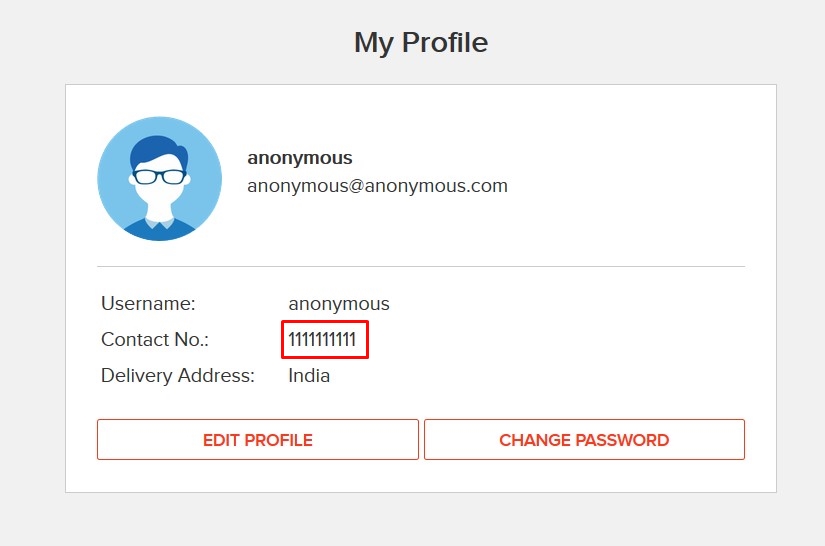 My Profile
anonymous
anonymous@anonymous.com
Username: anonymous
Contact No.: 1111111111
Delivery Address: India
EDIT PROFILE CHANGE PASSWORD